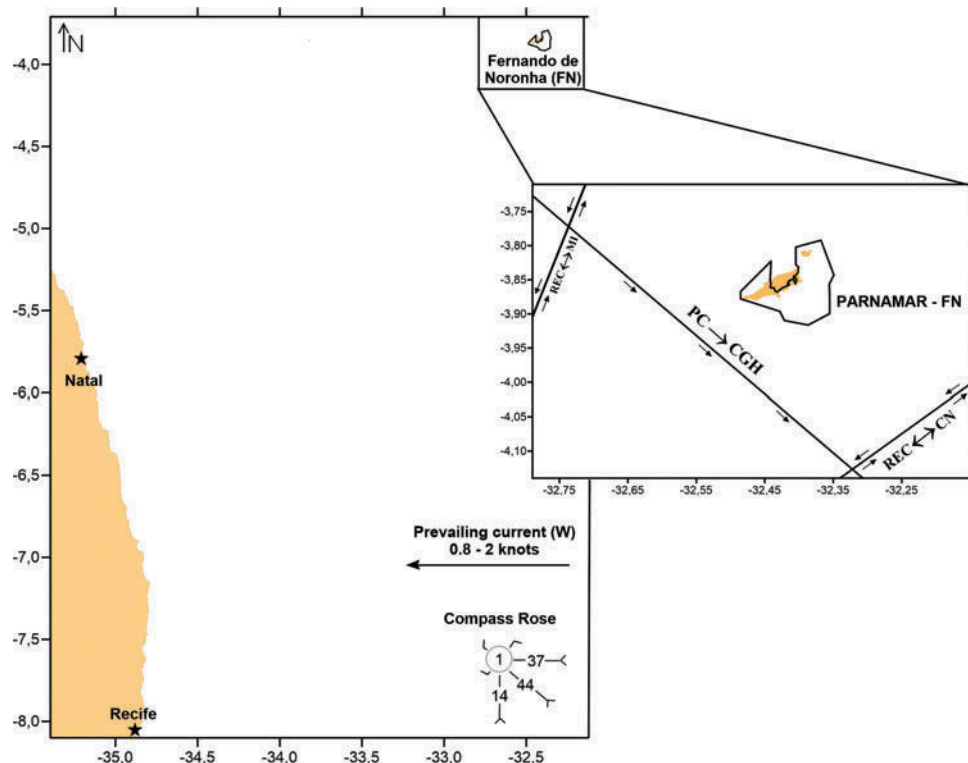 N
Fernando de
Noronha (FN)
-4,0
-4,5
-5,0
-5,5
-6,0
-6,5
-7,0
-7,5
-8,0
-35.0
-34.5
-34.0
-33.5
-33.0
-32.5
Natal
Recife
-3,75
-3,80
-3,85
-3,90
-3,95
-4,00
-4,05
-4,10
-32,75
-32,65
-32,55
-32,45
-32,35
-32,25
REC↔MI
PC → CGH
REC↔CN
PARNAMAR - FN
Prevailing current (W)
0.8 - 2 knots
Compass Rose
1
37
44
14